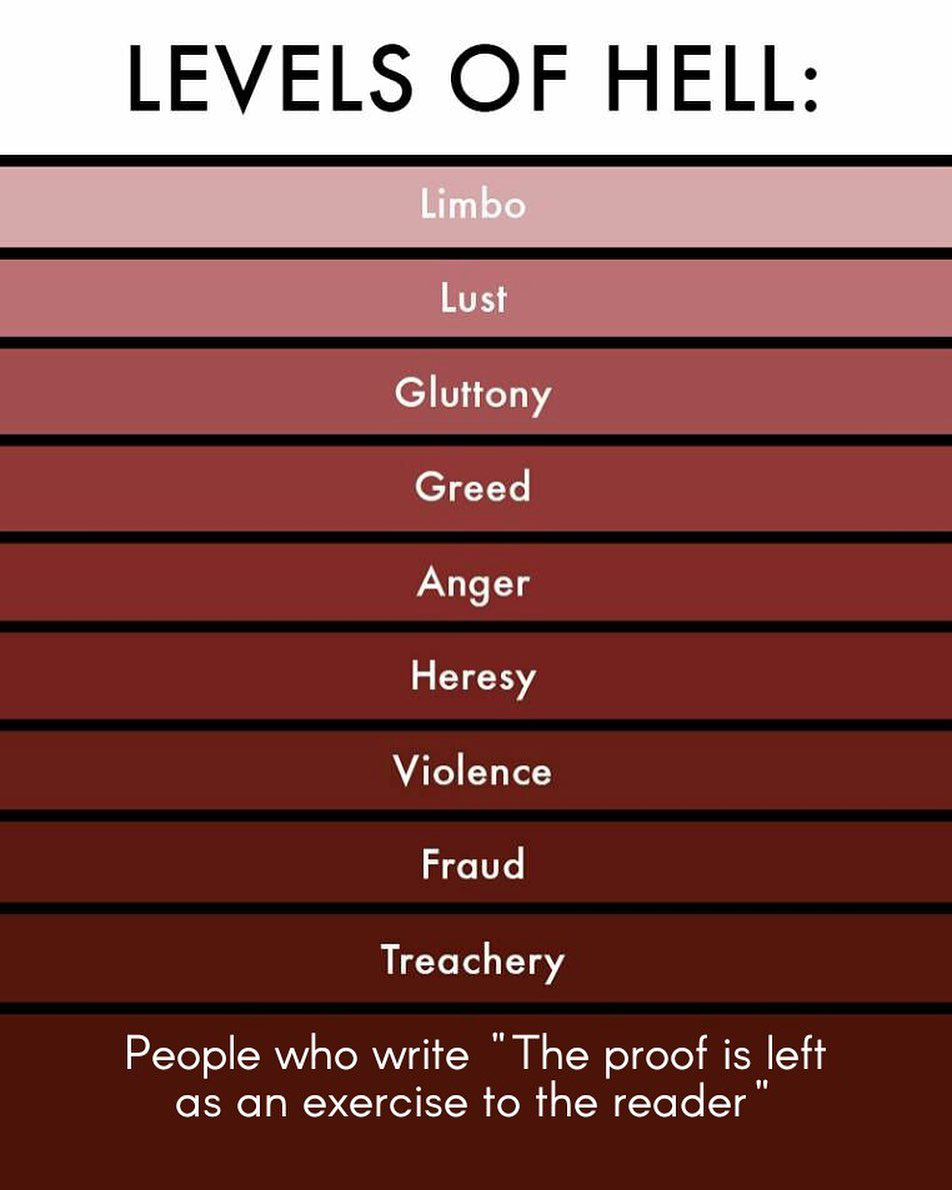 LEVELS OF HELL:
Limbo
Lust
Gluttony
Greed
Anger
Heresy
Violence
Fraud
Treachery
People who write "The proof is left
as an exercise to the reader"